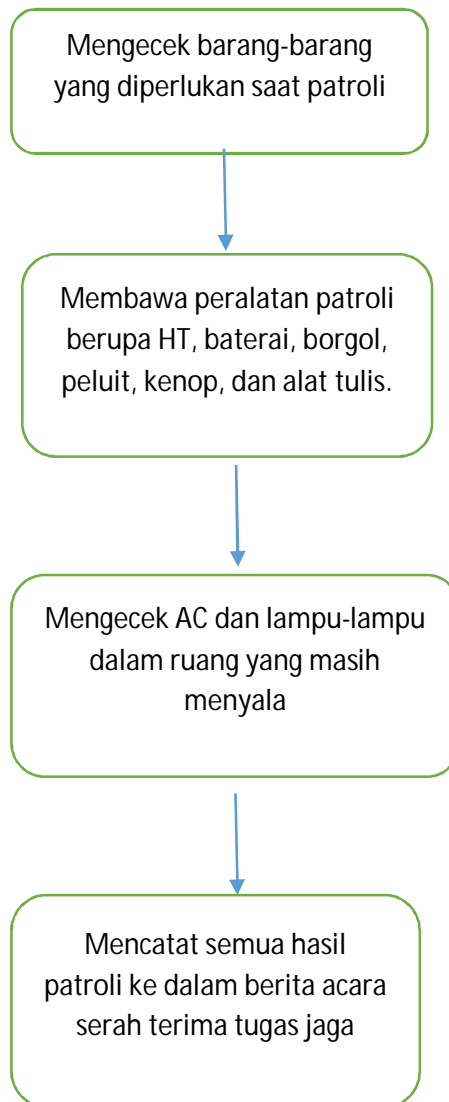 Mengecek barang-barang
yang diperlukan saat patroli
Membawa peralatan patroli
berupa HT, baterai, borgol,
peluit, kenop, dan alat tulis.
Mengecek AC dan lampu-lampu
dalam ruang yang masih
menyala
Mencatat semua hasil
patroli ke dalam berita acara
serah terima tugas jaga